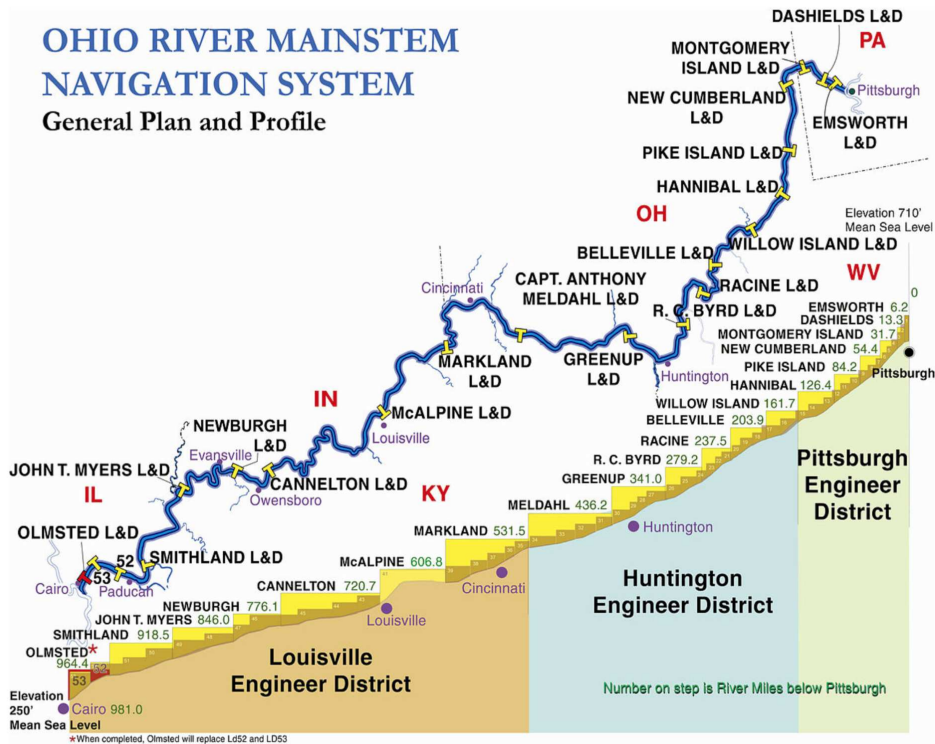 OHIO RIVER MAINSTEM
NAVIGATION SYSTEM
General Plan and Profile
DASHIELDS L&D
PA
MONTGOMERY
ISLAND L&D
Pittsburgh
NEW CUMBERLAND
L&D
EMSWORTH
L&D
PIKE ISLAND L&D
HANNIBAL L&D
OH
Elevation 710'
Mean Sea Level
WILLOW ISLAND L&D
BELLEVILLE L&D
WV
CAPT. ANTHONY
MELDAHL L&D
RACINE L&D
Cincinnati
R. C. BYRD L&D
0
EMSWORTH 6.2
DASHIELDS 13.3
MONTGOMERY ISLAND 31.7
NEW CUMBERLAND 54.4
MARKLAND
L&D
GREENUP
L&D
Huntington
PIKE ISLAND 84.2
Pittsburgh
HANNIBAL 126.4
IN
WILLOW ISLAND 161.7
McALPINE L&D
BELLEVILLE 203.9
NEWBURGH
L&D
Louisville
RACINE 237.5
Evansville
R. C. BYRD 279.2
Pittsburgh
Engineer
District
JOHN T. MYERS L&D
CANNELTON L&D
GREENUP 341.0
IL
Owensboro
KY
MELDAHL 436.2
OLMSTED L&D
MARKLAND 531.5
Huntington
52
SMITHLAND L&D
53
McALPINE 606.8
Cairo
Paducah
CANNELTON 720.7
Cincinnati
Huntington
Engineer District
NEWBURGH 776.1
JOHN T. MYERS 846.0
Louisville
SMITHLAND 918.5
OLMSTED*
964.4
52
53
Louisville
Engineer District
Number on step is River Miles below Pittsburgh
Elevation
250'
Mean Sea Level
Cairo 981.0
*When completed, Olmsted will replace Ld52 and LD53